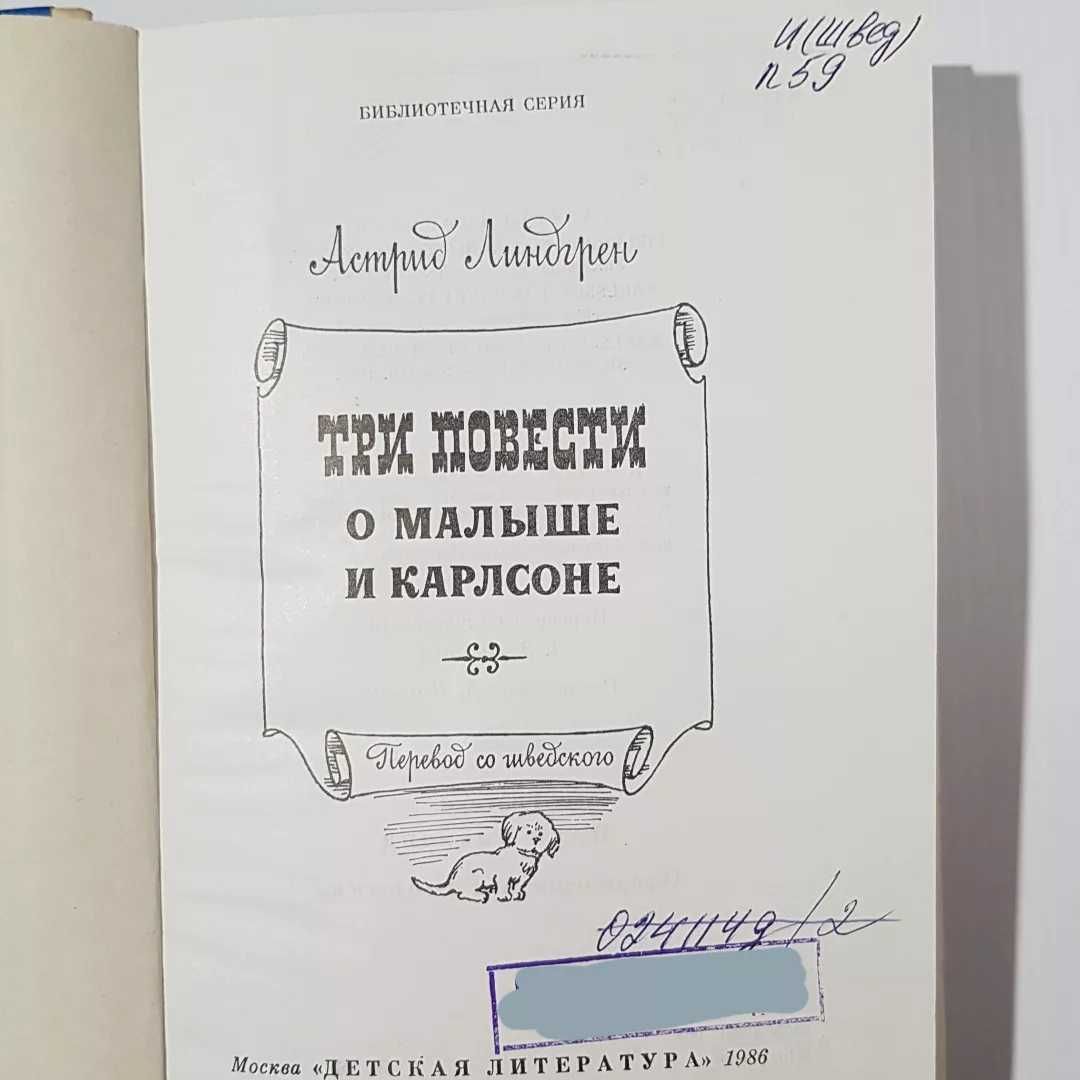 И(Швед)
Л59
БИБЛИОТЕЧНАЯ СЕРИЯ
Астрид Линдгрен
ТРИ ПОВЕСТИ
О МАЛЫШЕ
И КАРЛСОНЕ
Перевод со шведского
0241149/2
Москва «ДЕТСКАЯ ЛИТЕРАТУРА» 1986